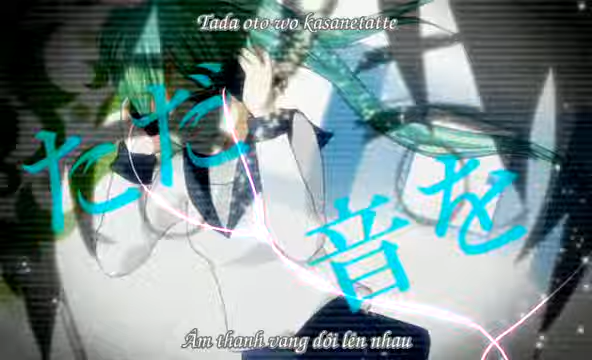 Tada oto wo kasanetatte
ただ
音を
Âm thanh vang dội lên nhau